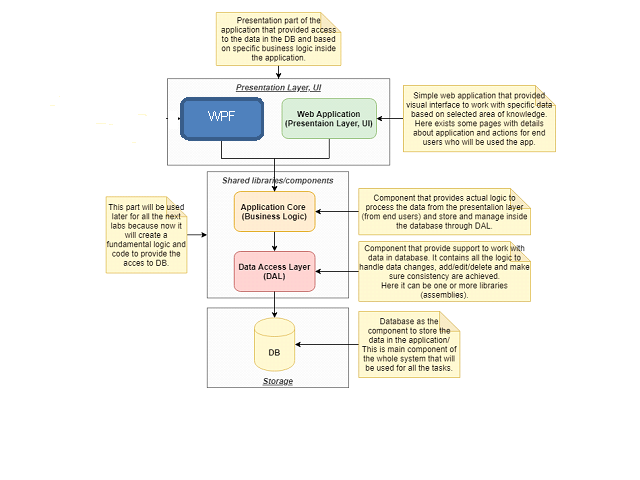 Presentation part of the
application that provided access
to the data in the DB and based
on specific business logic inside
the application.
Presentation Layer, UI
WPF
Web Application
(Presentaion Layer, UI)
Simple web application that provided
visual interface to work with specific data
based on selected area of knowledge.
Here exists some pages with details
about application and actions for end
users who will be used the app.
Shared libraries/components
This part will be used
later for all the next
labs because now it
will create a
fundamental logic and
code to provide the
acces to DB.
Application Core
(Business Logic)
Component that provides actual logic to
process the data from the presentation layer
(from end users) and store and manage inside
the database through DAL.
Data Access Layer
(DAL)
Component that provide support to work with
data in database. It contains all the logic to
handle data changes, add/edit/delete and make
sure consistency are achieved.
Here it can be one or more libraries
(assemblies).
DB
Storage
Database as the
component to store the
data in the application/
This is main component of
the whole system that will
be used for all the tasks.